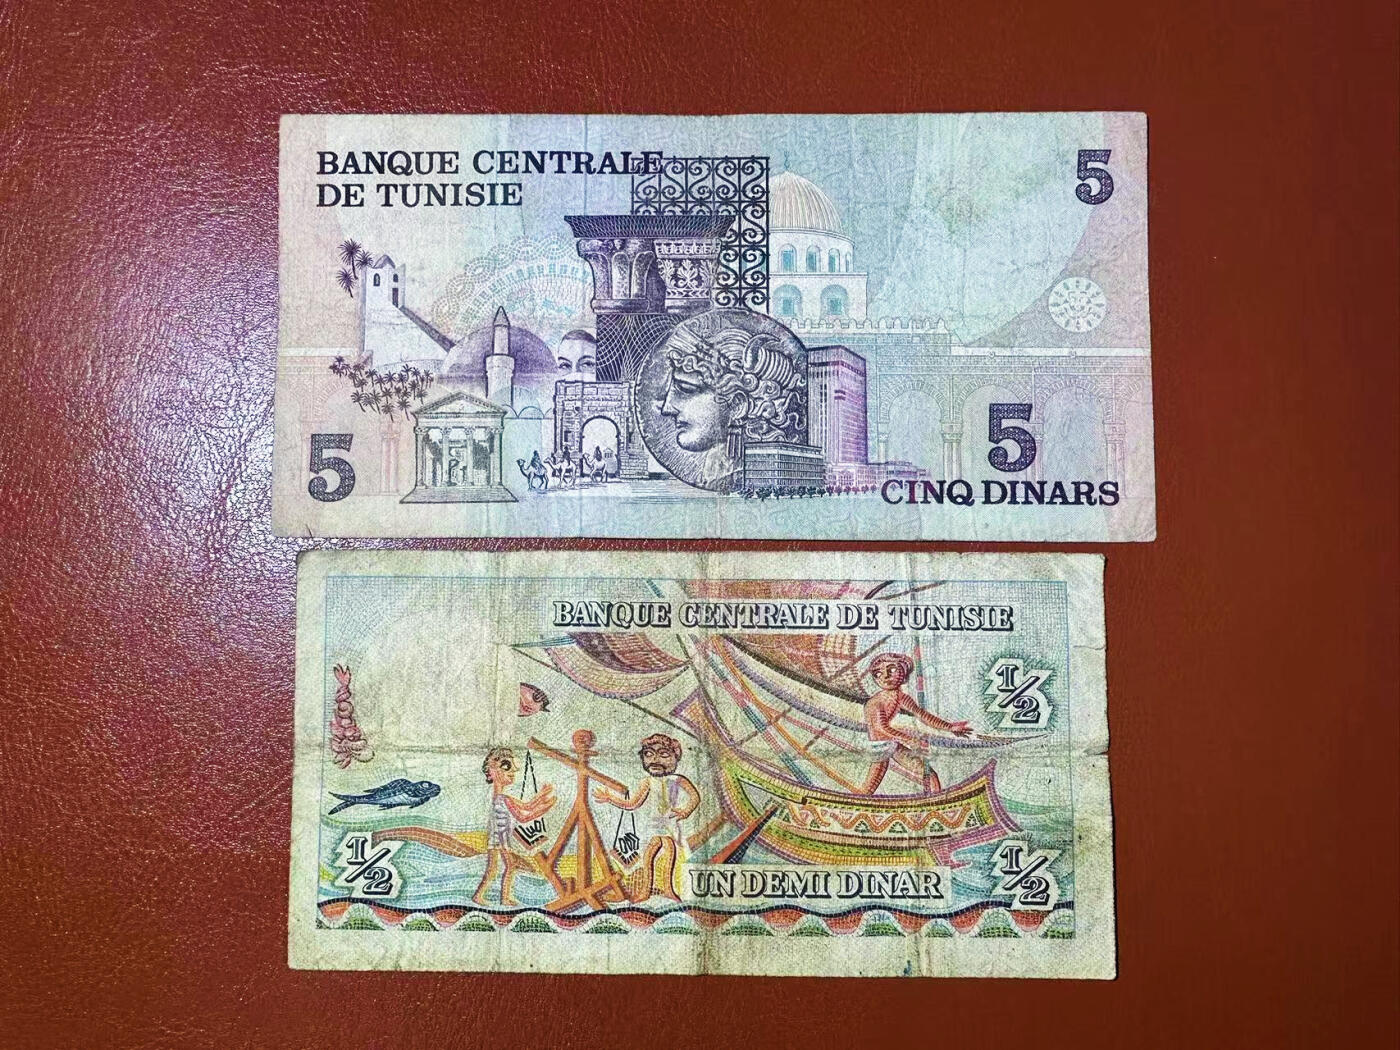 BANQUE CENTRALE
DE TUNISIE
5
5
5
CINQ DINARS
BANQUE CENTRALE DE TUNISIE
1/2
1/2
1/2
UN DEMI DINAR